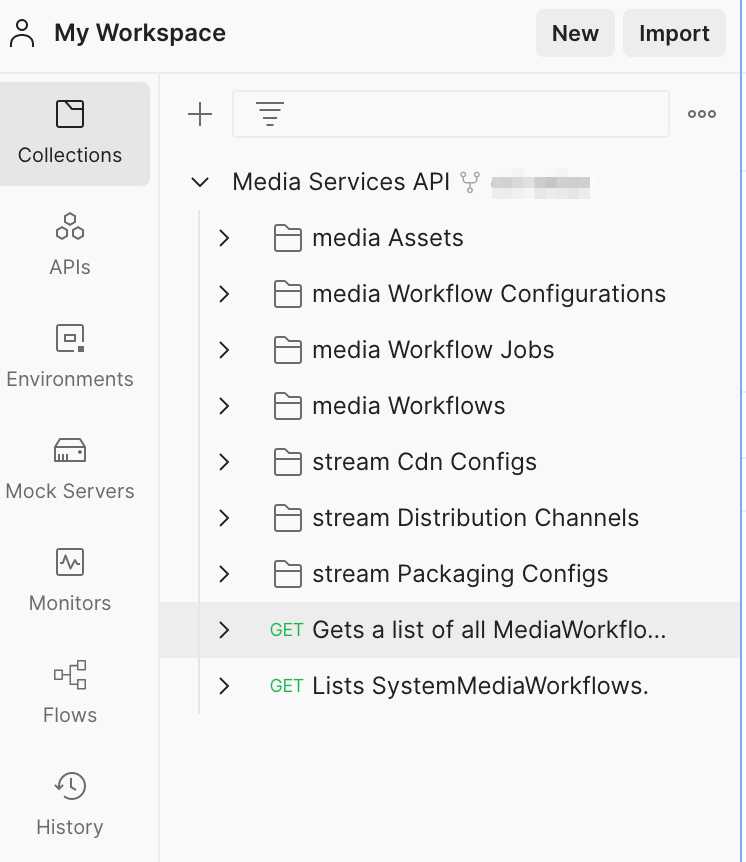 My Workspace
New
Import
Collections
APIs
Environments
Mock Servers
Monitors
Flows
History
Media Services API
media Assets
media Workflow Configurations
media Workflow Jobs
media Workflows
stream Cdn Configs
stream Distribution Channels
stream Packaging Configs
GET Gets a list of all MediaWorkflo...
GET Lists SystemMediaWorkflows.